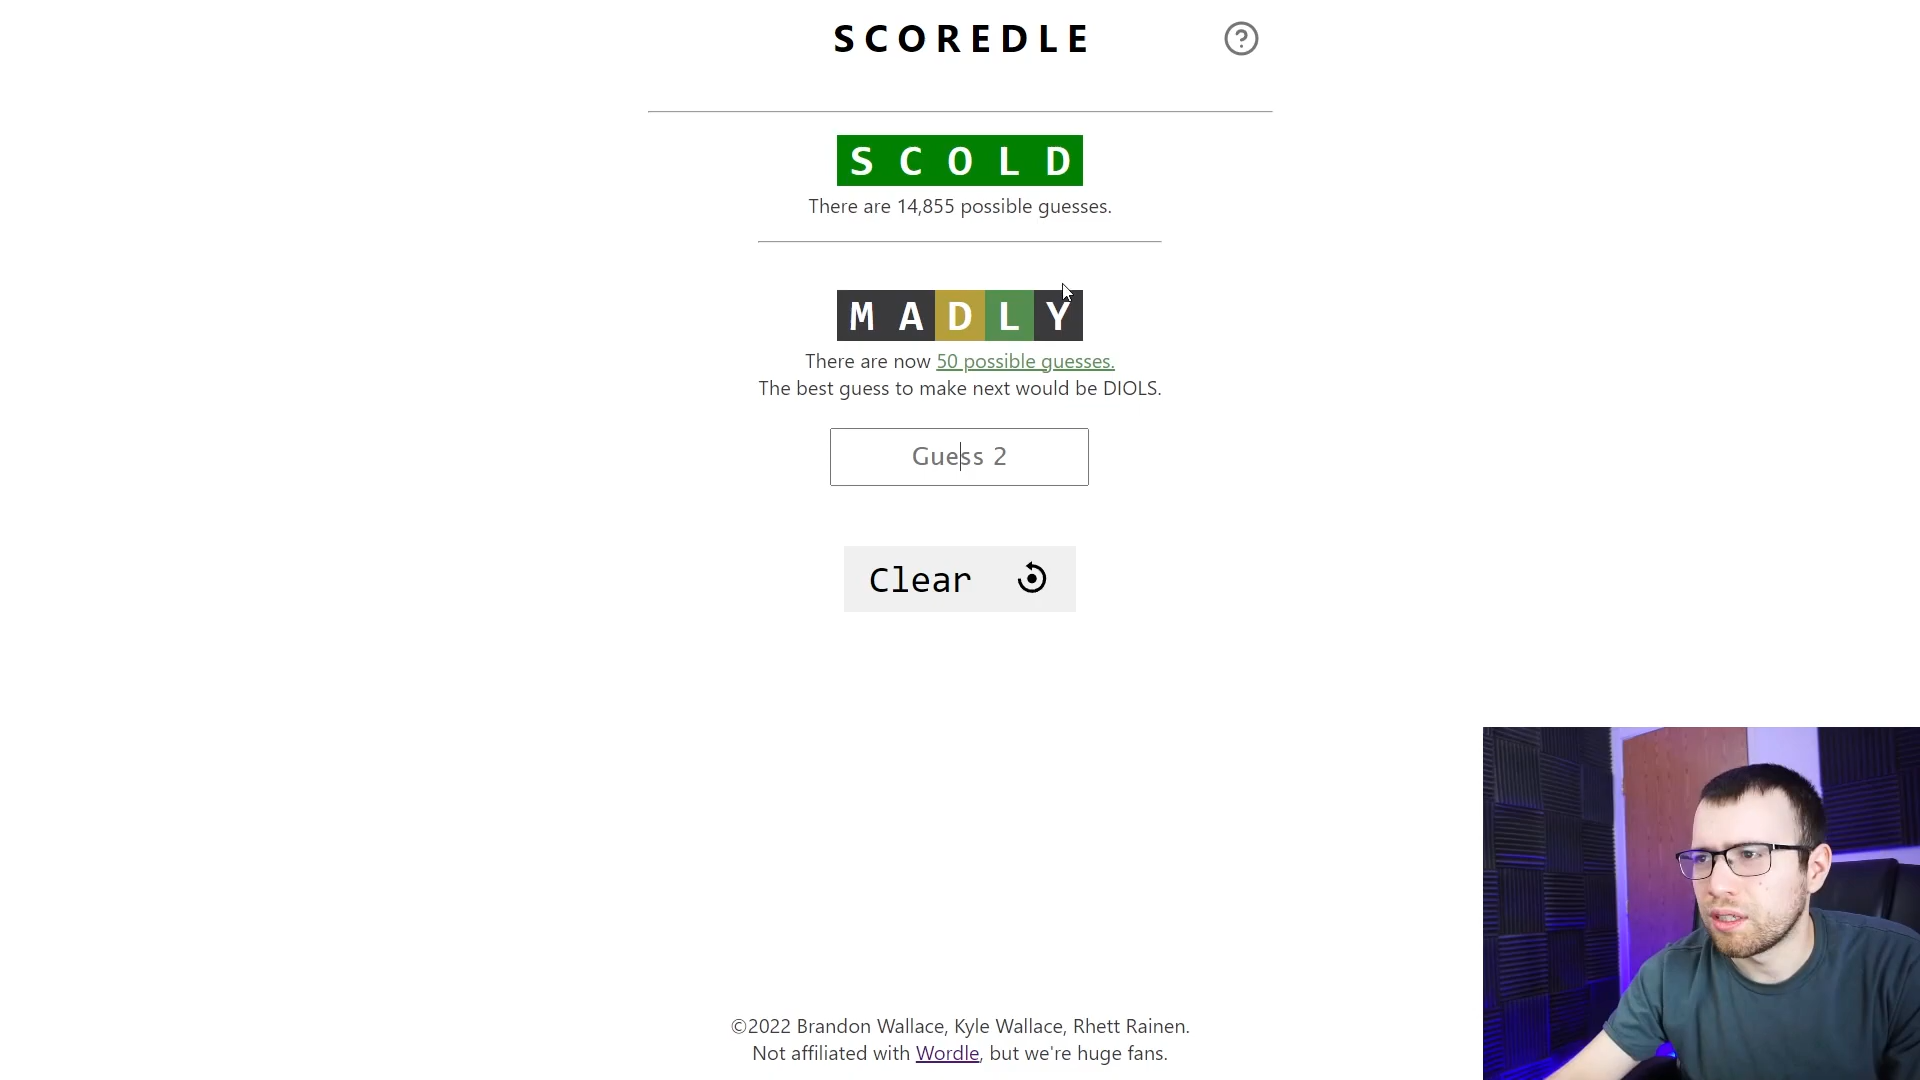 SCOREDLE
SCOLD
There are 14,855 possible guesses.
MADLY
There are now 50 possible guesses.
The best guess to make next would be DIOLS.
Guess 2
Clear
©2022 Brandon Wallace, Kyle Wallace, Rhett Rainen.
Not affiliated with Wordle, but we're huge fans.